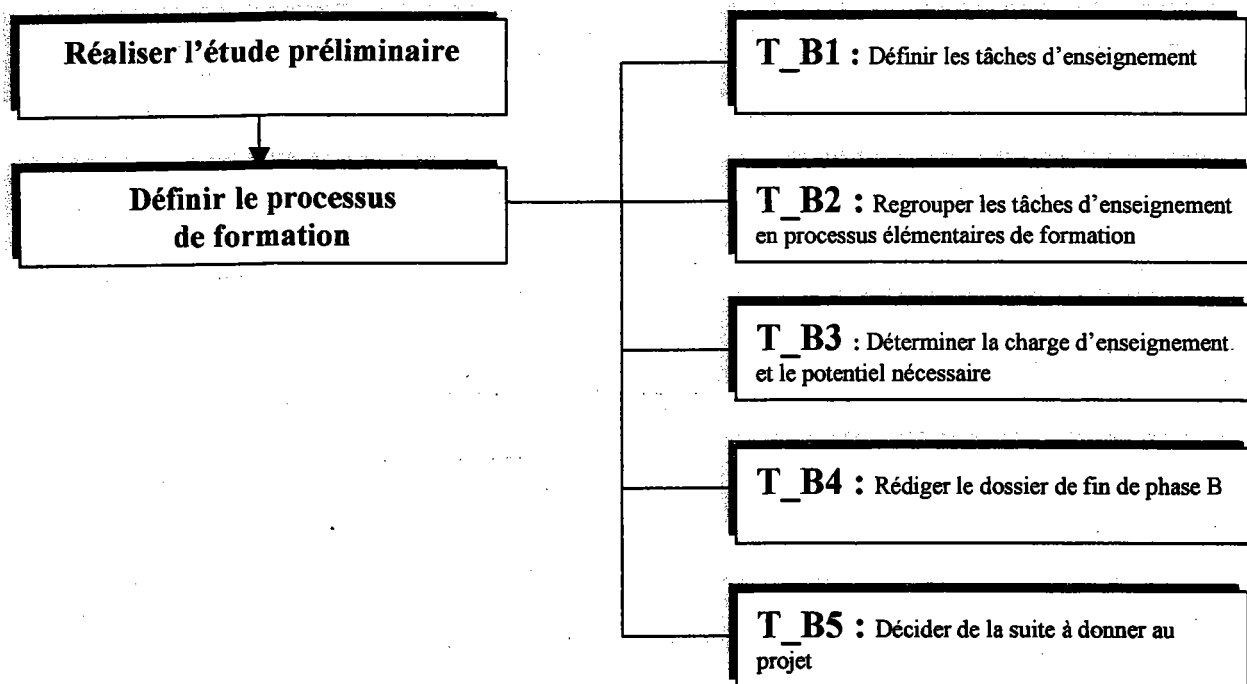 Réaliser l'étude préliminaire
Définir le processus
de formation
T_B1 : Définir les tâches d'enseignement
T_B2 : Regrouper les tâches d'enseignement
en processus élémentaires de formation
T_B3 : Déterminer la charge d'enseignement
et le potentiel nécessaire
T_B4 : Rédiger le dossier de fin de phase B
T_B5 : Décider de la suite à donner au
projet